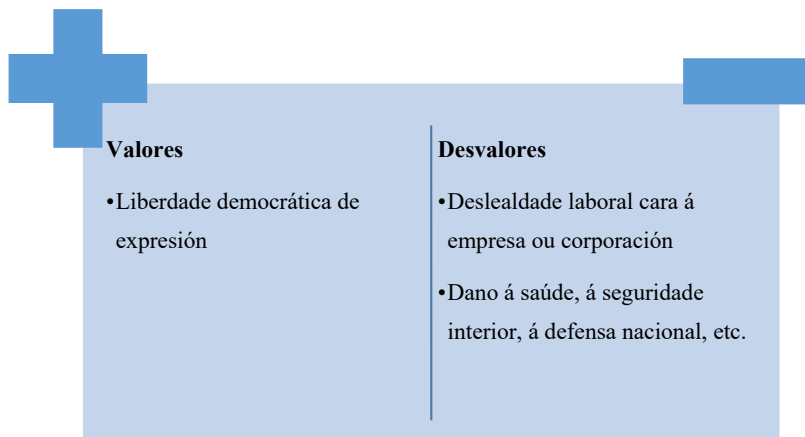 Valores
•Liberdade democrática de
expresión
Desvalores
•Deslealdade laboral cara á
empresa ou corporación
•Dano á saúde, á seguridade
interior, á defensa nacional, etc.